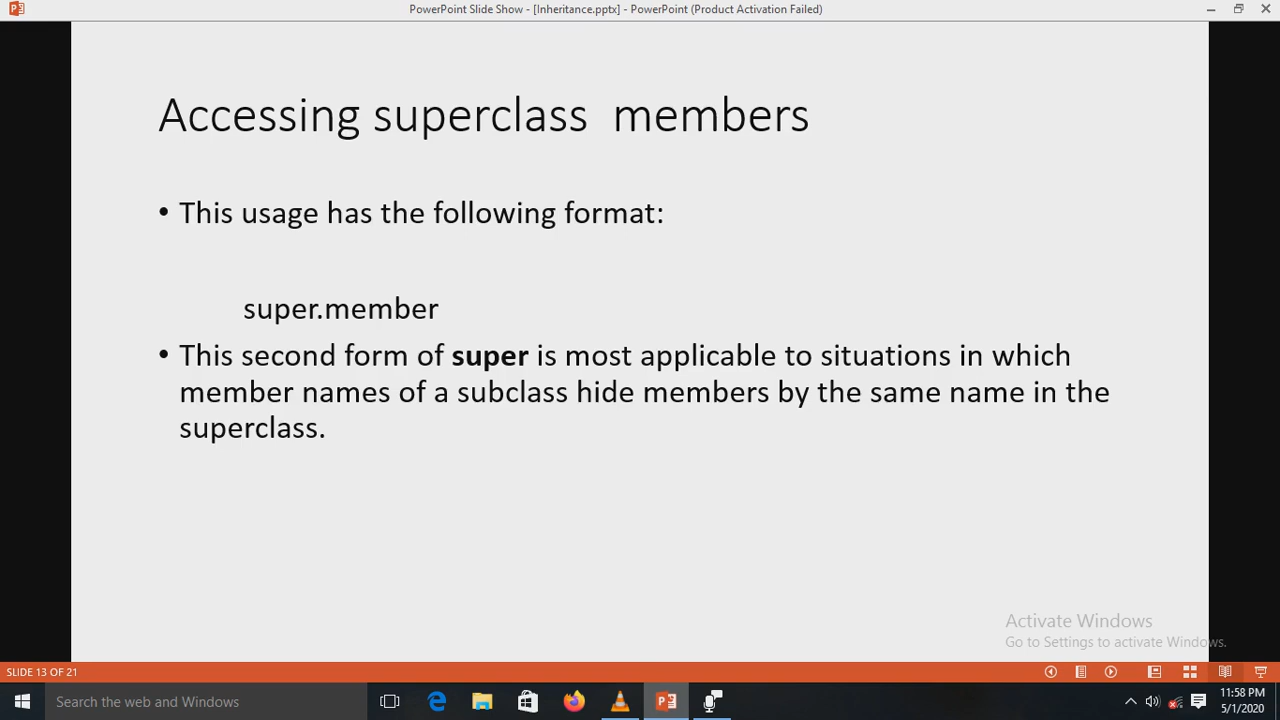 PowerPoint Slide Show - [Inheritance.pptx] - PowerPoint (Product Activation Failed)
Accessing superclass  members
• This usage has the following format:
super.member
• This second form of super is most applicable to situations in which
member names of a subclass hide members by the same name in the
superclass.
Activate Windows
Go to Settings to activate Windows.
SLIDE 13 OF 21
Search the web and Windows
11:58 PM
5/1/2020